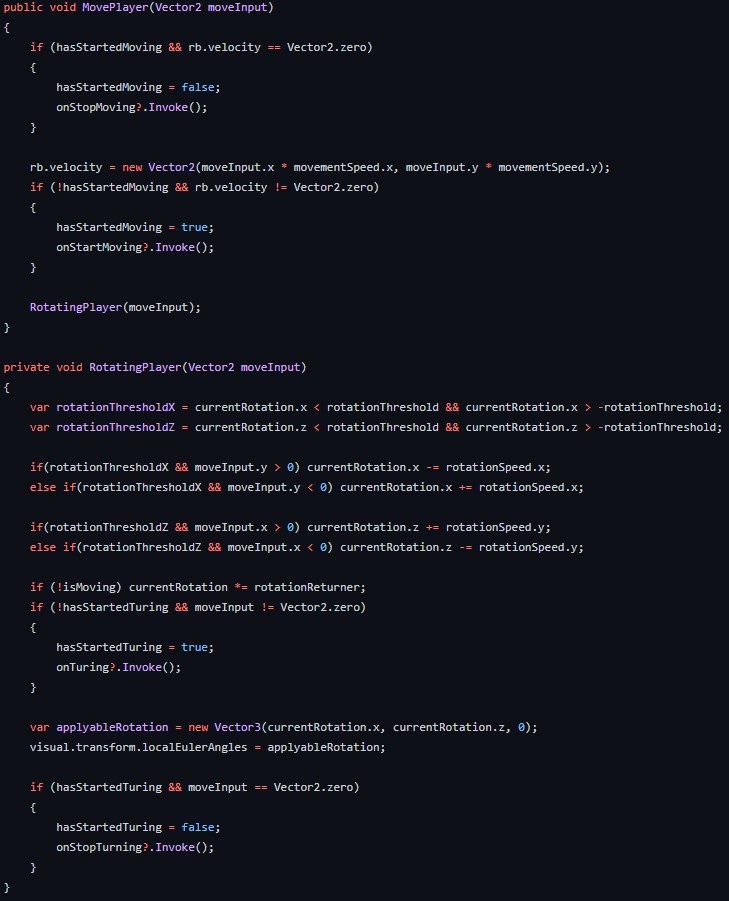 public void MovePlayer(Vector2 moveInput)
{
    if (hasStartedMoving && rb.velocity == Vector2.zero)
    {
        hasStartedMoving = false;
        onStopMoving?.Invoke();
    }

    rb.velocity = new Vector2(moveInput.x * movementSpeed.x, moveInput.y * movementSpeed.y);
    if (!hasStartedMoving && rb.velocity != Vector2.zero)
    {
        hasStartedMoving = true;
        onStartMoving?.Invoke();
    }

    RotatingPlayer(moveInput);
}

private void RotatingPlayer(Vector2 moveInput)
{
    var rotationThresholdX = currentRotation.x < rotationThreshold && currentRotation.x > -rotationThreshold;
    var rotationThresholdZ = currentRotation.z < rotationThreshold && currentRotation.z > -rotationThreshold;

    if(rotationThresholdX && moveInput.y > 0) currentRotation.x -= rotationSpeed.x;
    else if(rotationThresholdX && moveInput.y < 0) currentRotation.x += rotationSpeed.x;

    if(rotationThresholdZ && moveInput.x > 0) currentRotation.z += rotationSpeed.y;
    else if(rotationThresholdZ && moveInput.x < 0) currentRotation.z -= rotationSpeed.y;

    if (!isMoving) currentRotation *= rotationReturner;
    if (!hasStartedTuring && moveInput != Vector2.zero)
    {
        hasStartedTuring = true;
        onTuring?.Invoke();
    }

    var applyableRotation = new Vector3(currentRotation.x, currentRotation.z, 0);
    visual.transform.localEulerAngles = applyableRotation;

    if (hasStartedTuring && moveInput == Vector2.zero)
    {
        hasStartedTuring = false;
        onStopTurning?.Invoke();
    }
}